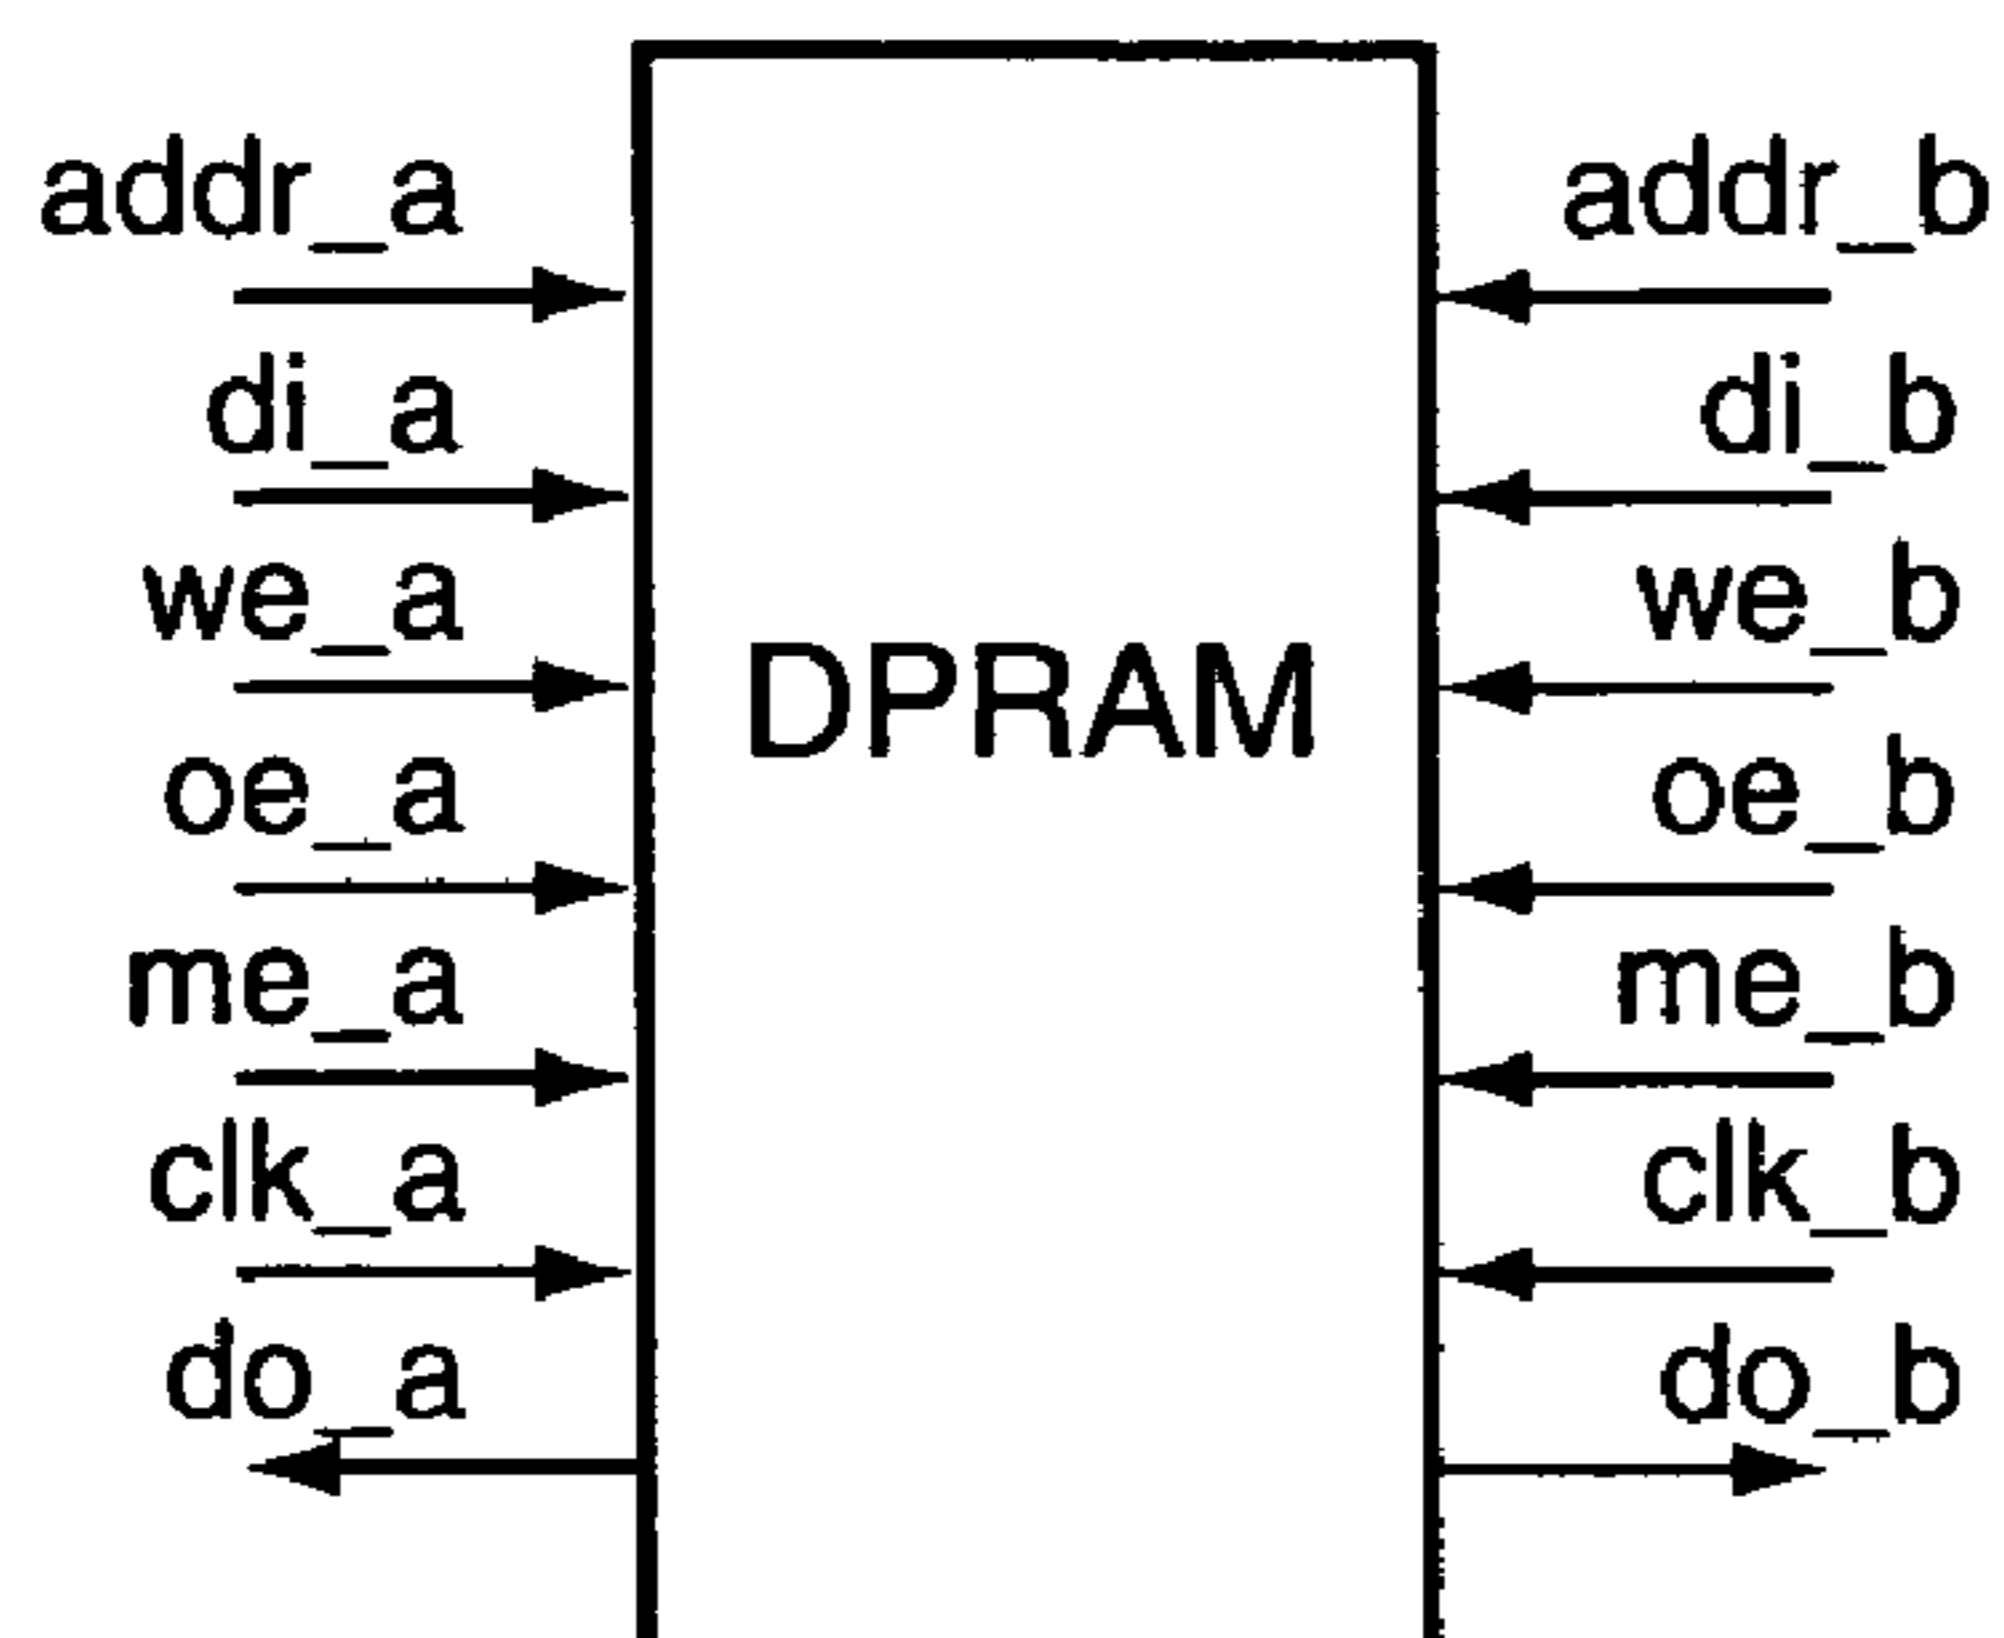 addr_a addr_b
di_a di_b
we_a we_b
DPRAM
oe_a oe_b
me_a me_b
clk_a clk_b
do_a do_b